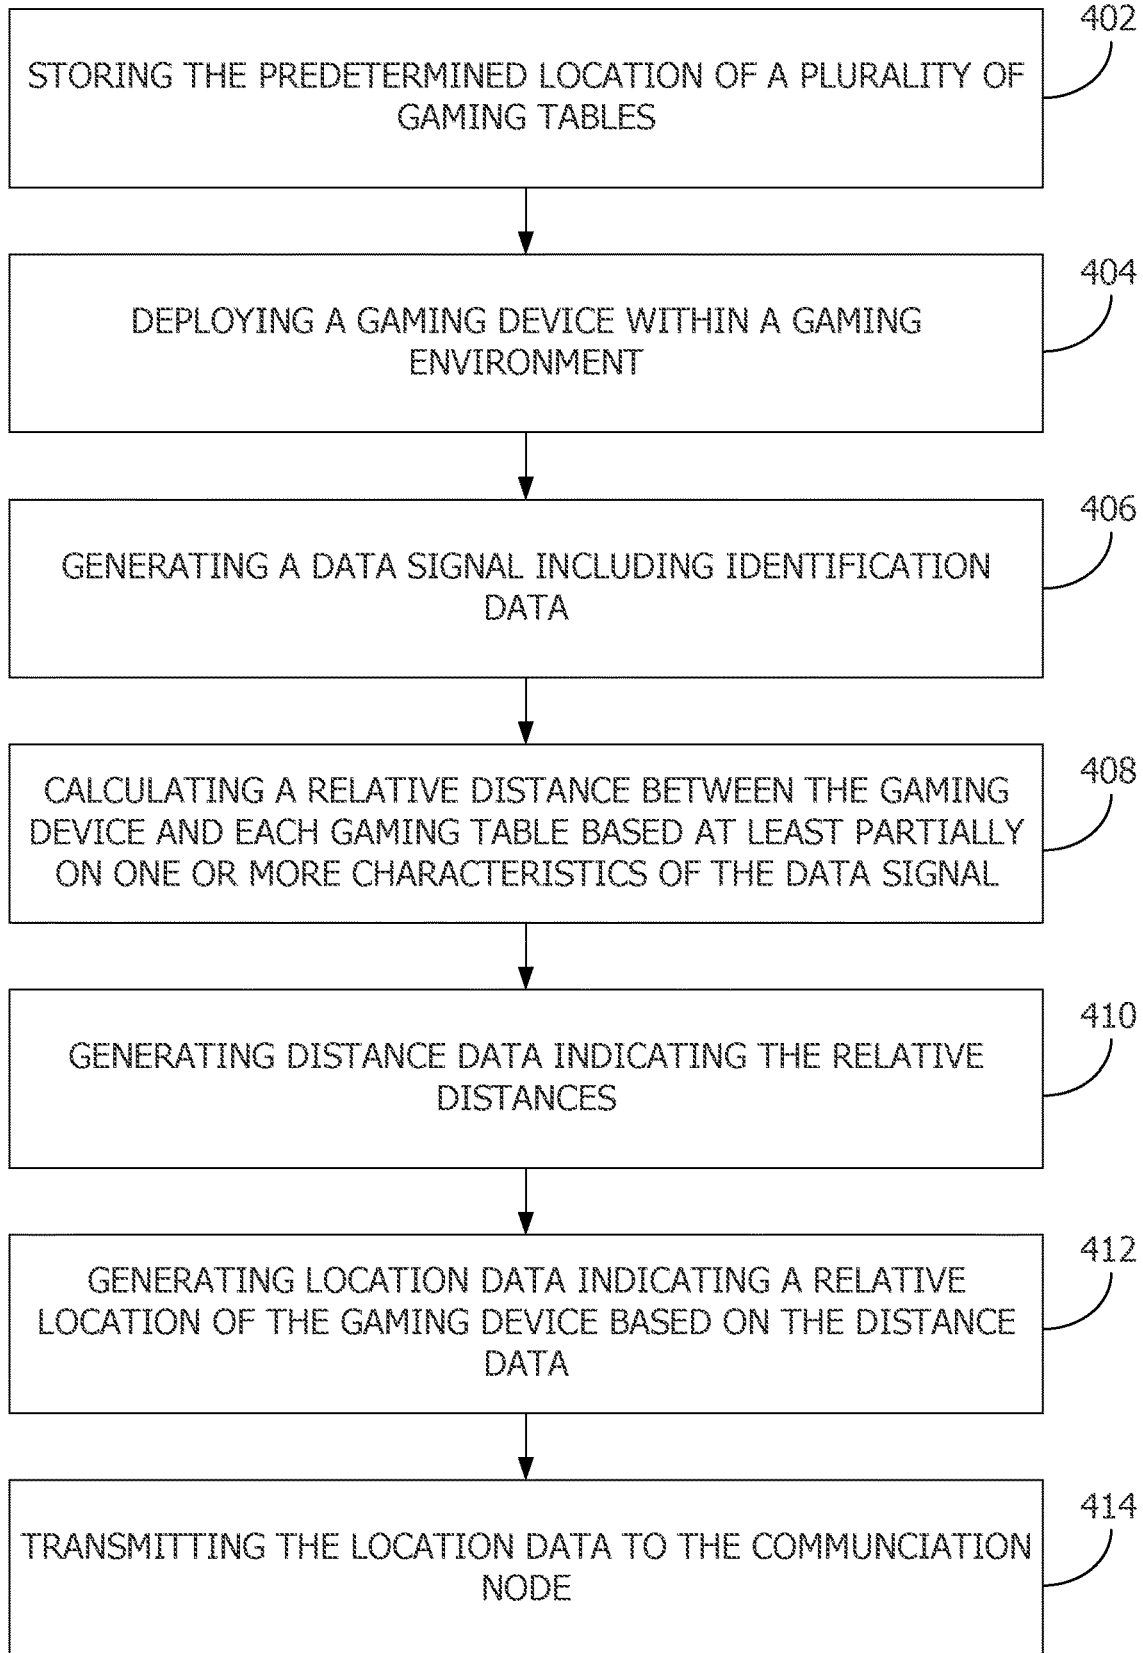 402
STORING THE PREDETERMINED LOCATION OF A PLURALITY OF
GAMING TABLES
404
DEPLOYING A GAMING DEVICE WITHIN A GAMING
ENVIRONMENT
406
GENERATING A DATA SIGNAL INCLUDING IDENTIFICATION
DATA
408
CALCULATING A RELATIVE DISTANCE BETWEEN THE GAMING
DEVICE AND EACH GAMING TABLE BASED AT LEAST PARTIALLY
ON ONE OR MORE CHARACTERISTICS OF THE DATA SIGNAL
410
GENERATING DISTANCE DATA INDICATING THE RELATIVE
DISTANCES
412
GENERATING LOCATION DATA INDICATING A RELATIVE
LOCATION OF THE GAMING DEVICE BASED ON THE DISTANCE
DATA
414
TRANSMITTING THE LOCATION DATA TO THE COMMUNCIATION
NODE